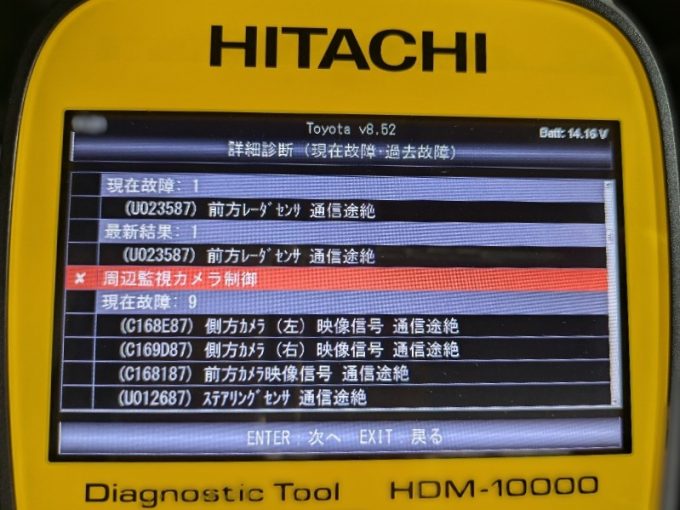 HITACHI
Toyota v8.52
Batt: 14.16 V
詳細診断 (現在故障・過去故障)
現在故障: 1
(U023587) 前方ﾚｰﾀﾞｾﾝｻ 通信途絶
最新結果: 1
(U023587) 前方ﾚｰﾀﾞｾﾝｻ 通信途絶
✘ 周辺監視カメラ制御
現在故障: 9
(C168E87) 側方ｶﾒﾗ (左) 映像信号 通信途絶
(C169D87) 側方ｶﾒﾗ (右) 映像信号 通信途絶
(C168187) 前方ｶﾒﾗ映像信号 通信途絶
(U012687) ｽﾃｱﾘﾝｸﾞｾﾝｻ 通信途絶
ENTER : 次へ EXIT : 戻る
Diagnostic Tool HDM-10000